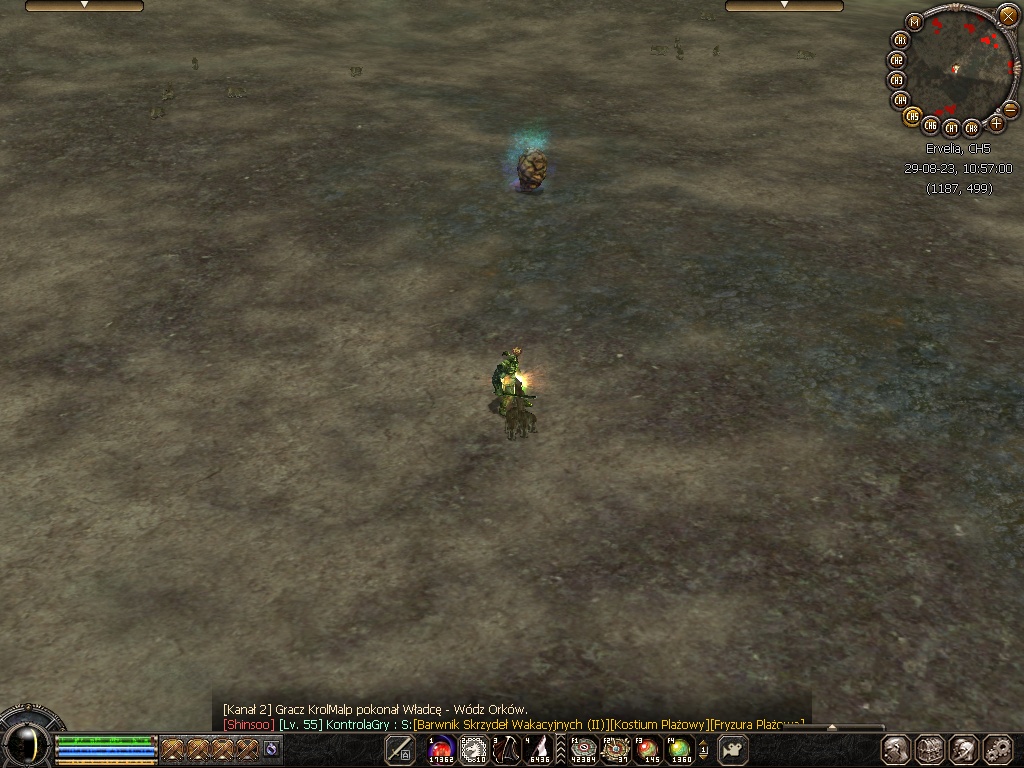 M
CH1
CH2
CH3
CH4
CH5
CH6
CH7
CH8
Ervelia, CH5
29-08-23, 10:57:00
(1187, 499)
[Kanał 2] Gracz KrolMalp pokonał Władcę - Wódz Orków.
[Shinsoo] [Lv. 55] KontrolaGry : S:[Barwnik Skrzydeł Wakacyjnych (II)][Kostium Plażowy][Fryzura Plażowa]
1 17362
3
4 6436
F1 42384
F2 37
F3 145
F4 1360
1